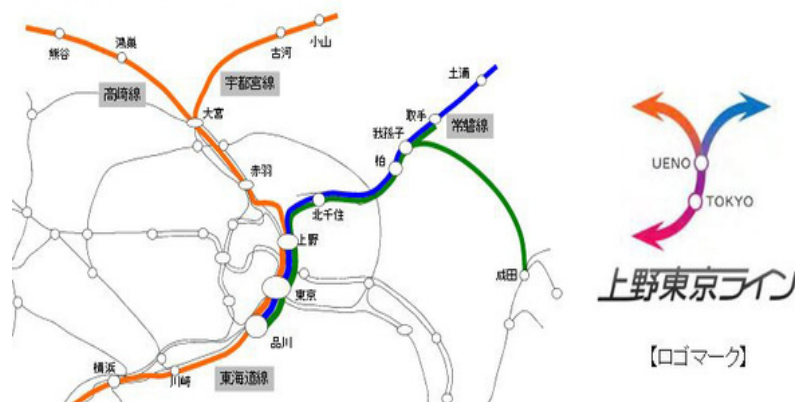 小山
古河
鴻巣
熊谷
宇都宮線
高崎線
大宮
土浦
取手
常磐線
我孫子
柏
赤羽
北千住
上野
成田
東京
品川
横浜
川崎
東海道線
UENO
TOKYO
上野東京ライン
【ロゴマーク】